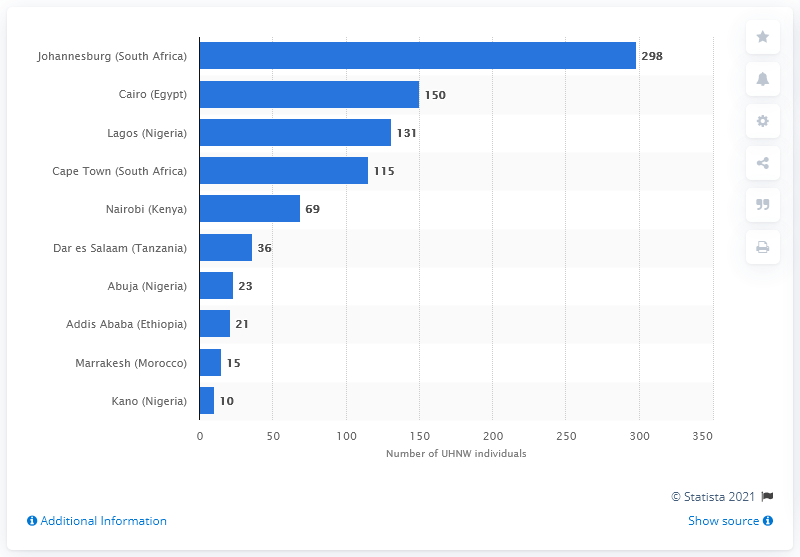 Johannesburg (South Africa) 298
Cairo (Egypt) 150
Lagos (Nigeria) 131
Cape Town (South Africa) 115
Nairobi (Kenya) 69
Dar es Salaam (Tanzania) 36
Abuja (Nigeria) 23
Addis Ababa (Ethiopia) 21
Marrakesh (Morocco) 15
Kano (Nigeria) 10
0 50 100 150 200 250 300 350
Number of UHNW individuals
© Statista 2021
Additional Information Show source